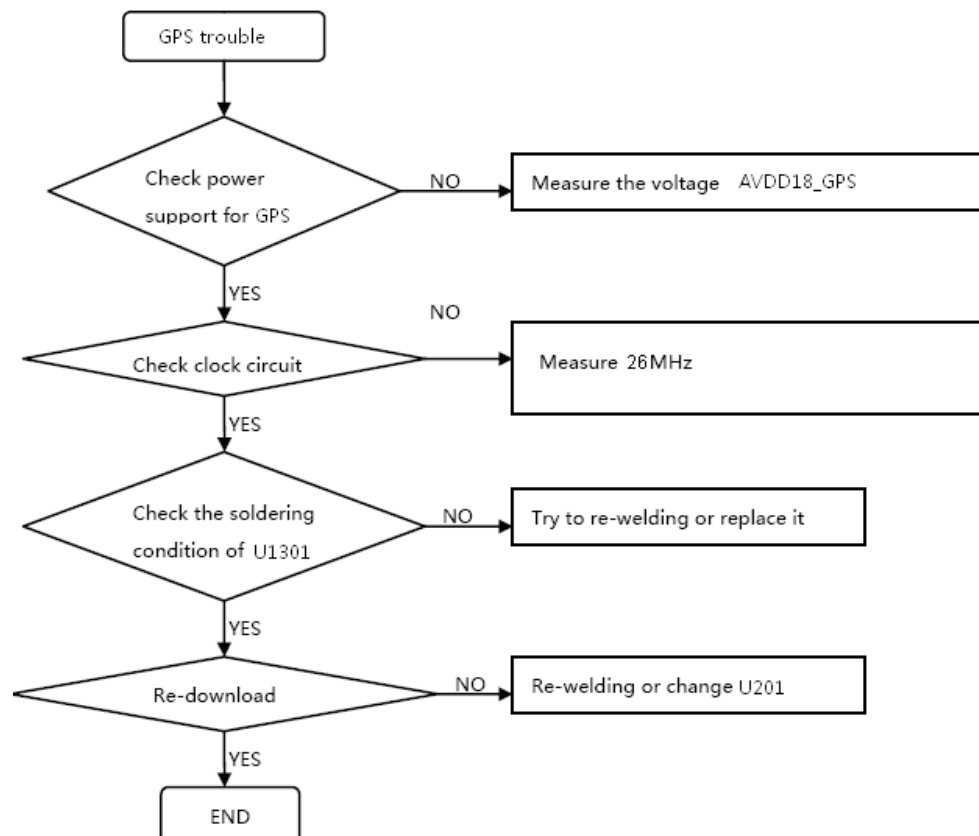 GPS trouble
Check power
support for GPS
NO
Measure the voltage AVDD18_GPS
YES
NO
Check clock circuit
Measure 26MHz
YES
Check the soldering
condition of U1301
NO
Try to re-welding or replace it
YES
Re-download
NO
Re-welding or change U201
YES
END